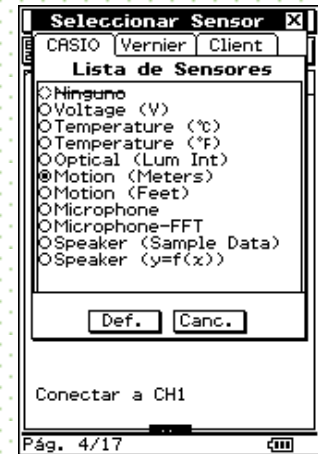 Seleccionar Sensor X
CASIO Vernier Client
Lista de Sensores
Ninguno
Voltage (V)
Temperature (℃)
Temperature (℉)
Optical (Lum Int)
Motion (Meters)
Motion (Feet)
Microphone
Microphone-FFT
Speaker (Sample Data)
Speaker (y=f(x))
Def. Canc.
Conectar a CH1
Pág. 4/17